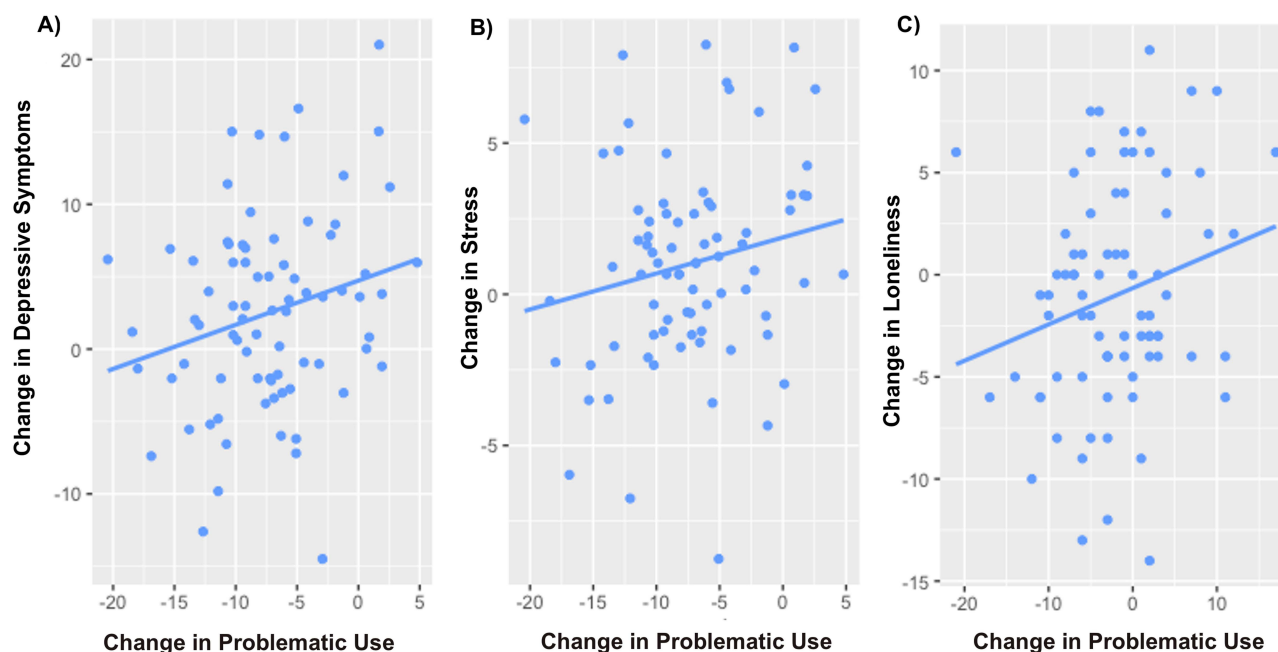 A)
Change in Depressive Symptoms
20
10
0
-10
-20 -15 -10 -5 0 5
Change in Problematic Use
B)
Change in Stress
5
0
-5
-20 -15 -10 -5 0 5
Change in Problematic Use
C)
Change in Loneliness
10
5
0
-5
-10
-15
-20 -10 0 10
Change in Problematic Use